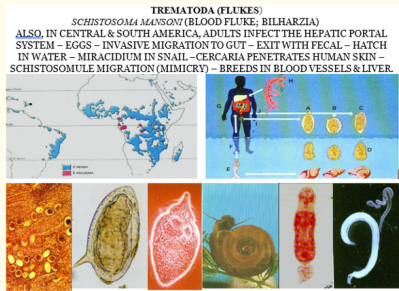 TREMATODA (FLUKES)
SCHISTOSOMA MANSONI (BLOOD FLUKE; BILHARZIA)
ALSO, IN CENTRAL & SOUTH AMERICA, ADULTS INFECT THE HEPATIC PORTAL
SYSTEM – EGGS – INVASIVE MIGRATION TO GUT – EXIT WITH FECAL – HATCH
IN WATER – MIRACIDIUM IN SNAIL –CERCARIA PENETRATES HUMAN SKIN –
SCHISTOSOMULE MIGRATION (MIMICRY) – BREEDS IN BLOOD VESSELS & LIVER.
H
G
A B C
I
F
D
E